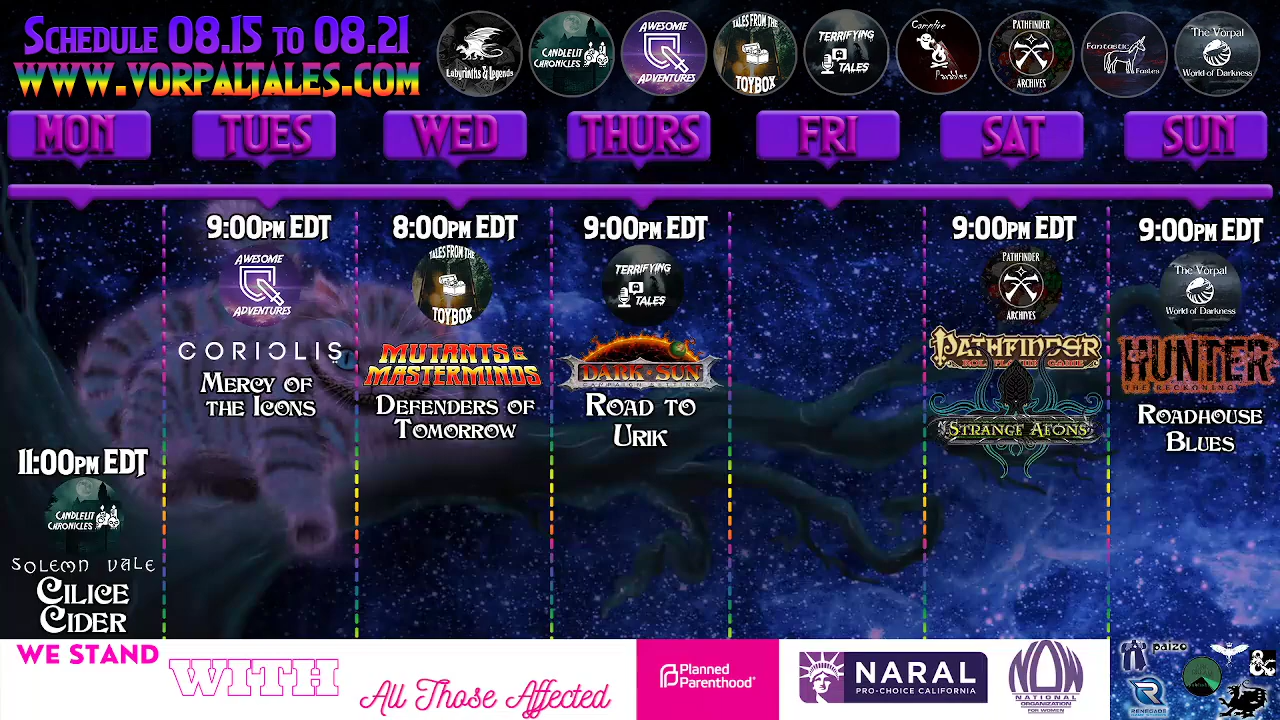 Schedule 08.15 to 08.21
www.vorpaltales.com
Labyrinths & Legends
Candlelit Chronicles
Awesome Adventures
Tales from the Toybox
Terrifying Tales
Campfire Parables
Pathfinder Archives
Fantastic
The Vorpal World of Darkness
MON TUES WED THURS FRI SAT SUN
11:00pm EDT
Candlelit Chronicles
Solemn Vale
Cilice
Cider
9:00pm EDT
Awesome Adventures
CORIOLIS
Mercy of
the Icons
8:00pm EDT
Tales from the Toybox
Mutants &
Masterminds
Defenders of
Tomorrow
9:00pm EDT
Terrifying Tales
Dark Sun
Campaign Setting
Road to
Urik
9:00pm EDT
Pathfinder Archives
Pathfinder
Roleplaying Game
Strange Aeons
9:00pm EDT
The Vorpal
World of Darkness
HUNTER
THE RECKONING
Roadhouse
Blues
WE STAND
WITH
All Those Affected
Planned
Parenthood®
NARAL
PRO-CHOICE CALIFORNIA
NOW
NATIONAL
ORGANIZATION
FOR WOMEN
paizo
RENEGADE